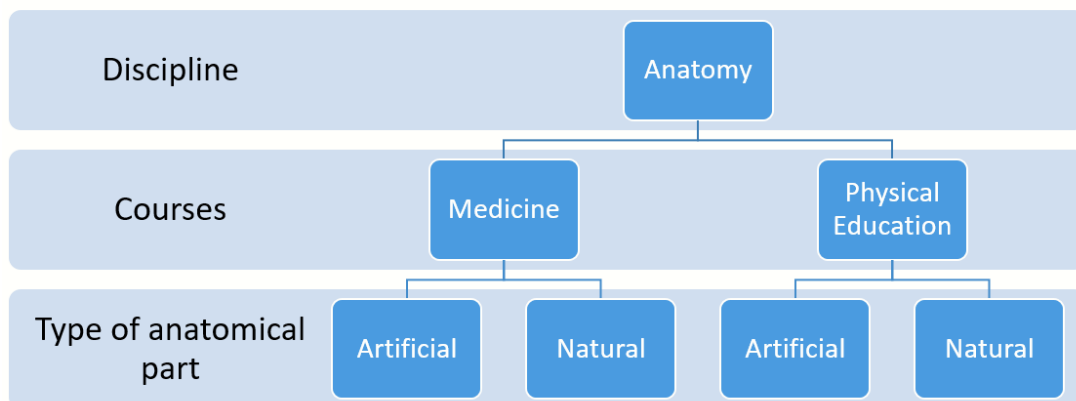 Discipline
Anatomy
Courses
Medicine
Physical
Education
Type of anatomical
part
Artificial
Natural
Artificial
Natural